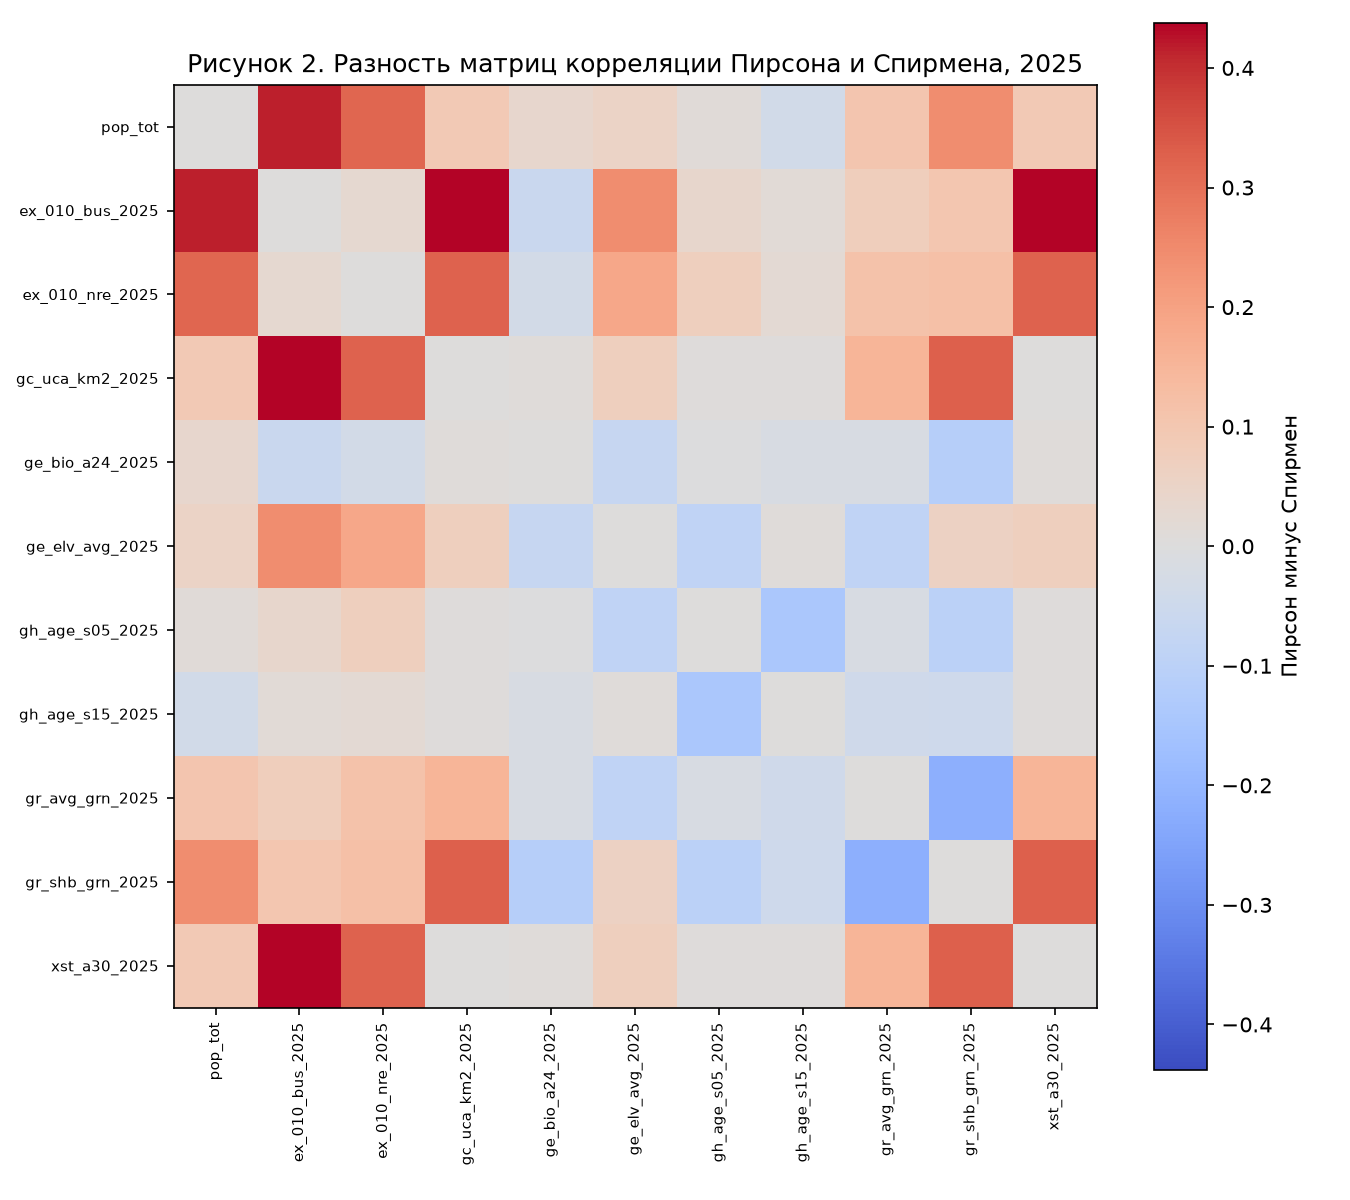 Рисунок 2. Разность матриц корреляции Пирсона и Спирмена, 2025
pop_tot
ex_010_bus_2025
ex_010_nre_2025
gc_uca_km2_2025
ge_bio_a24_2025
ge_elv_avg_2025
gh_age_s05_2025
gh_age_s15_2025
gr_avg_grn_2025
gr_shb_grn_2025
xst_a30_2025
pop_tot
ex_010_bus_2025
ex_010_nre_2025
gc_uca_km2_2025
ge_bio_a24_2025
ge_elv_avg_2025
gh_age_s05_2025
gh_age_s15_2025
gr_avg_grn_2025
gr_shb_grn_2025
xst_a30_2025
0.4
0.3
0.2
0.1
0.0
−0.1
−0.2
−0.3
−0.4
Пирсон минус Спирмен